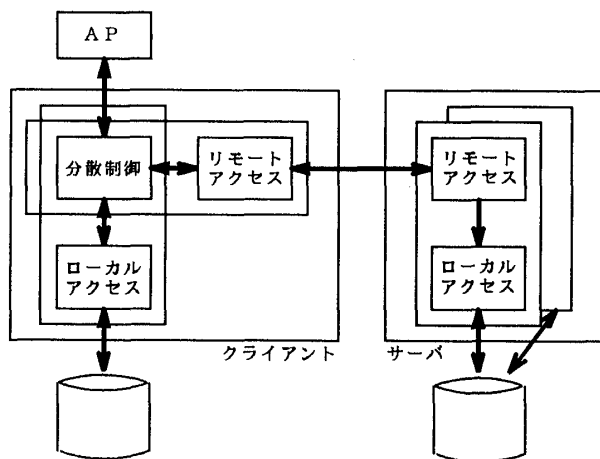 AP
分散制御
リモート
アクセス
リモート
アクセス
ローカル
アクセス
ローカル
アクセス
クライアント
サーバ